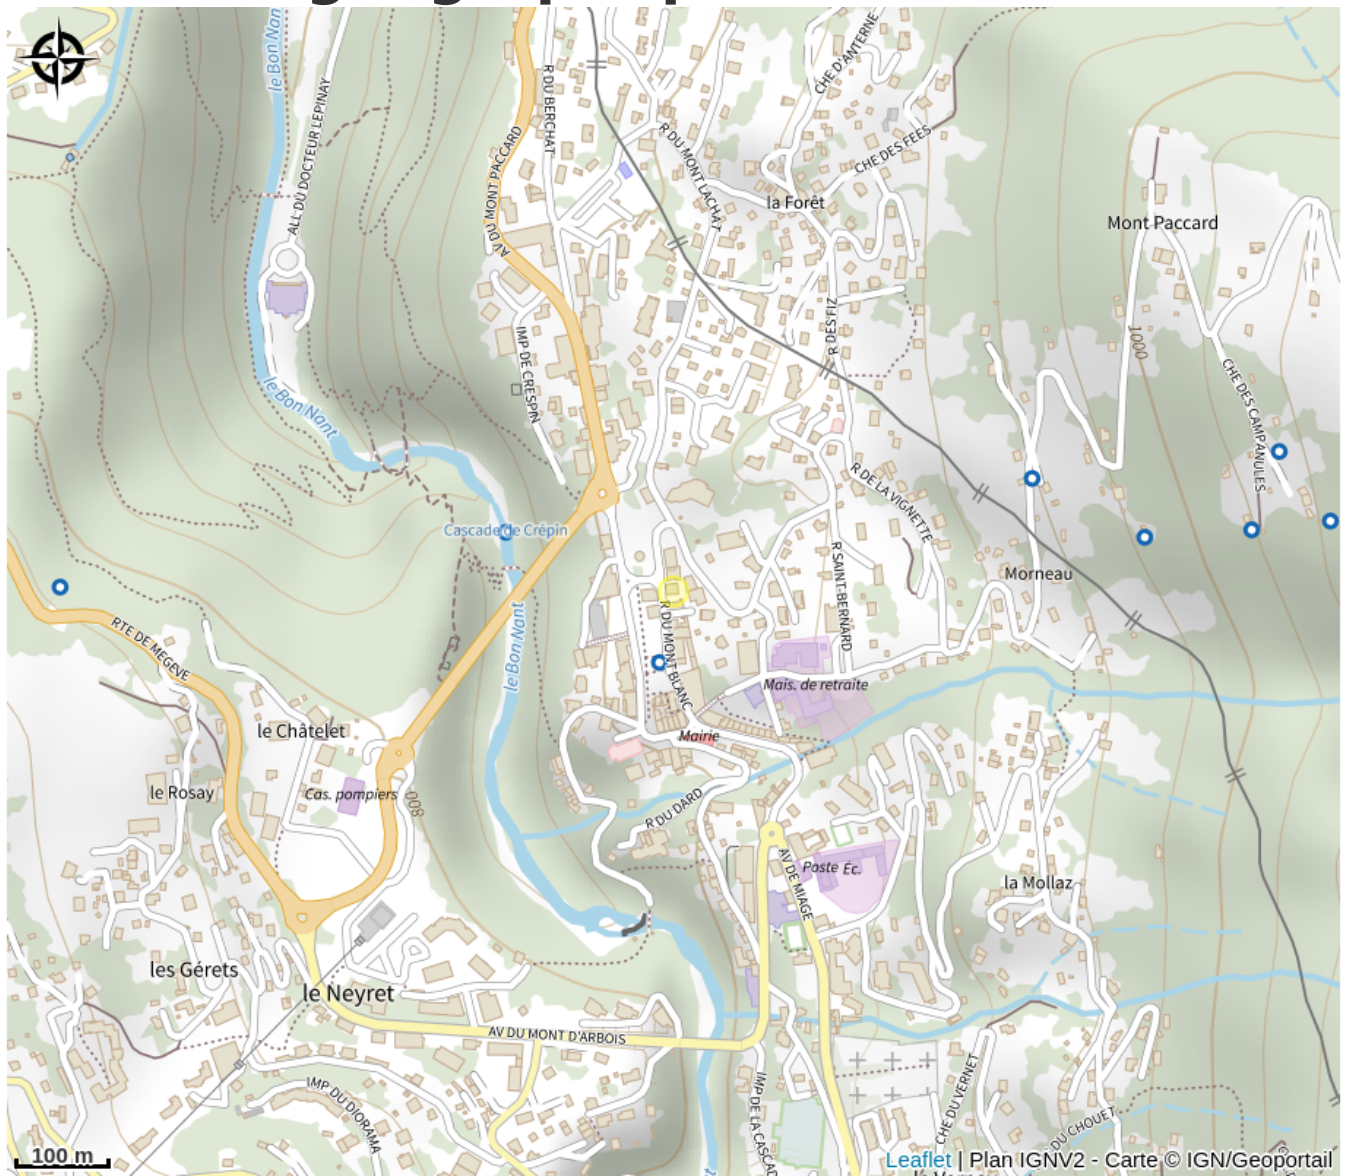 le Bon Nan
ALL DU DOCTEUR LEPINAY
AV DU MONT PACCARD
R DU BERCHAT
R DU MONT LACHAT
CHE D'ANTERNE
CHE DES FEES
la Forêt
Mont Paccard
1000
R DES FIZ
IMP DE CRESPIN
CHE DES CAMPANULES
le Bon Nant
R DE LA VIGNETTE
Cascade de Crépin
Morneau
R SAINT-BERNARD
R DU MONT BLANC
le Bon Nant
RTE DE MEGEVE
Mais. de retraite
le Châtelet
Mairie
le Rosay
Cas. pompiers
800
R DU DARD
AV DE MIAGE
Poste
Éc.
la Mollaz
les Gérets
le Neyret
AV DU MONT D'ARBOIS
IMP DU DIORAMA
IMP DE LA CASCAD
CHE DU VERNET
DU CHOUET
100 m
Leaflet | Plan IGNV2 - Carte © IGN/Geoportail